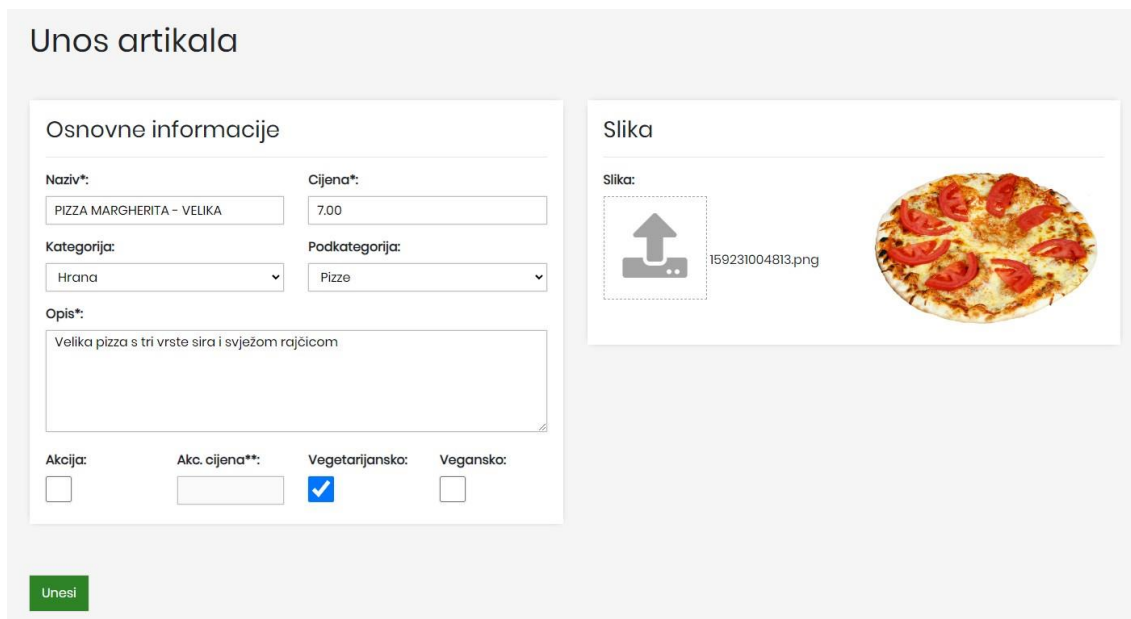 Unos artikala
Osnovne informacije
Naziv*:
Cijena*:
PIZZA MARGHERITA - VELIKA
7.00
Kategorija:
Podkategorija:
Hrana
Pizze
Opis*:
Velika pizza s tri vrste sira i svježom rajčicom
Akcija:
Akc. cijena**:
Vegetarijansko:
Vegansko:
Slika
Slika:
159231004813.png
Unesi